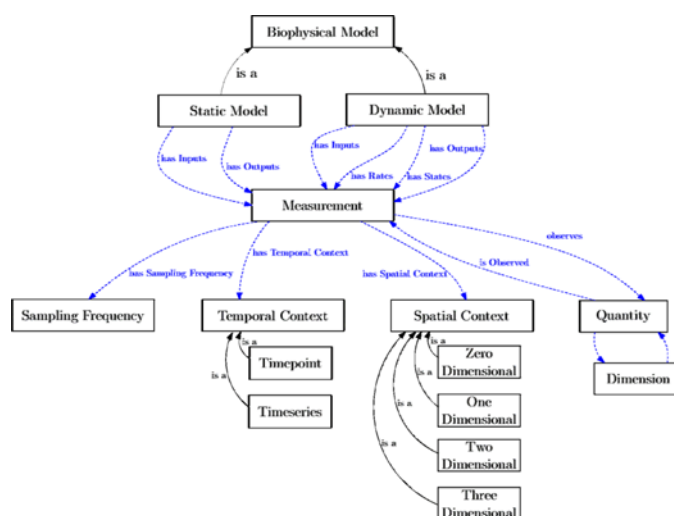 Biophysical Model
is a
is a
Static Model
Dynamic Model
has Inputs
has Outputs
has Inputs
has Rates
has States
has Outputs
Measurement
has Sampling Frequency
has Temporal Context
has Spatial Context
is Observed
observes
Sampling Frequency
Temporal Context
Spatial Context
Quantity
is a
Timepoint
is a
Timeseries
is a
Zero
Dimensional
is a
One
Dimensional
is a
Two
Dimensional
is a
Three
Dimensional
Dimension